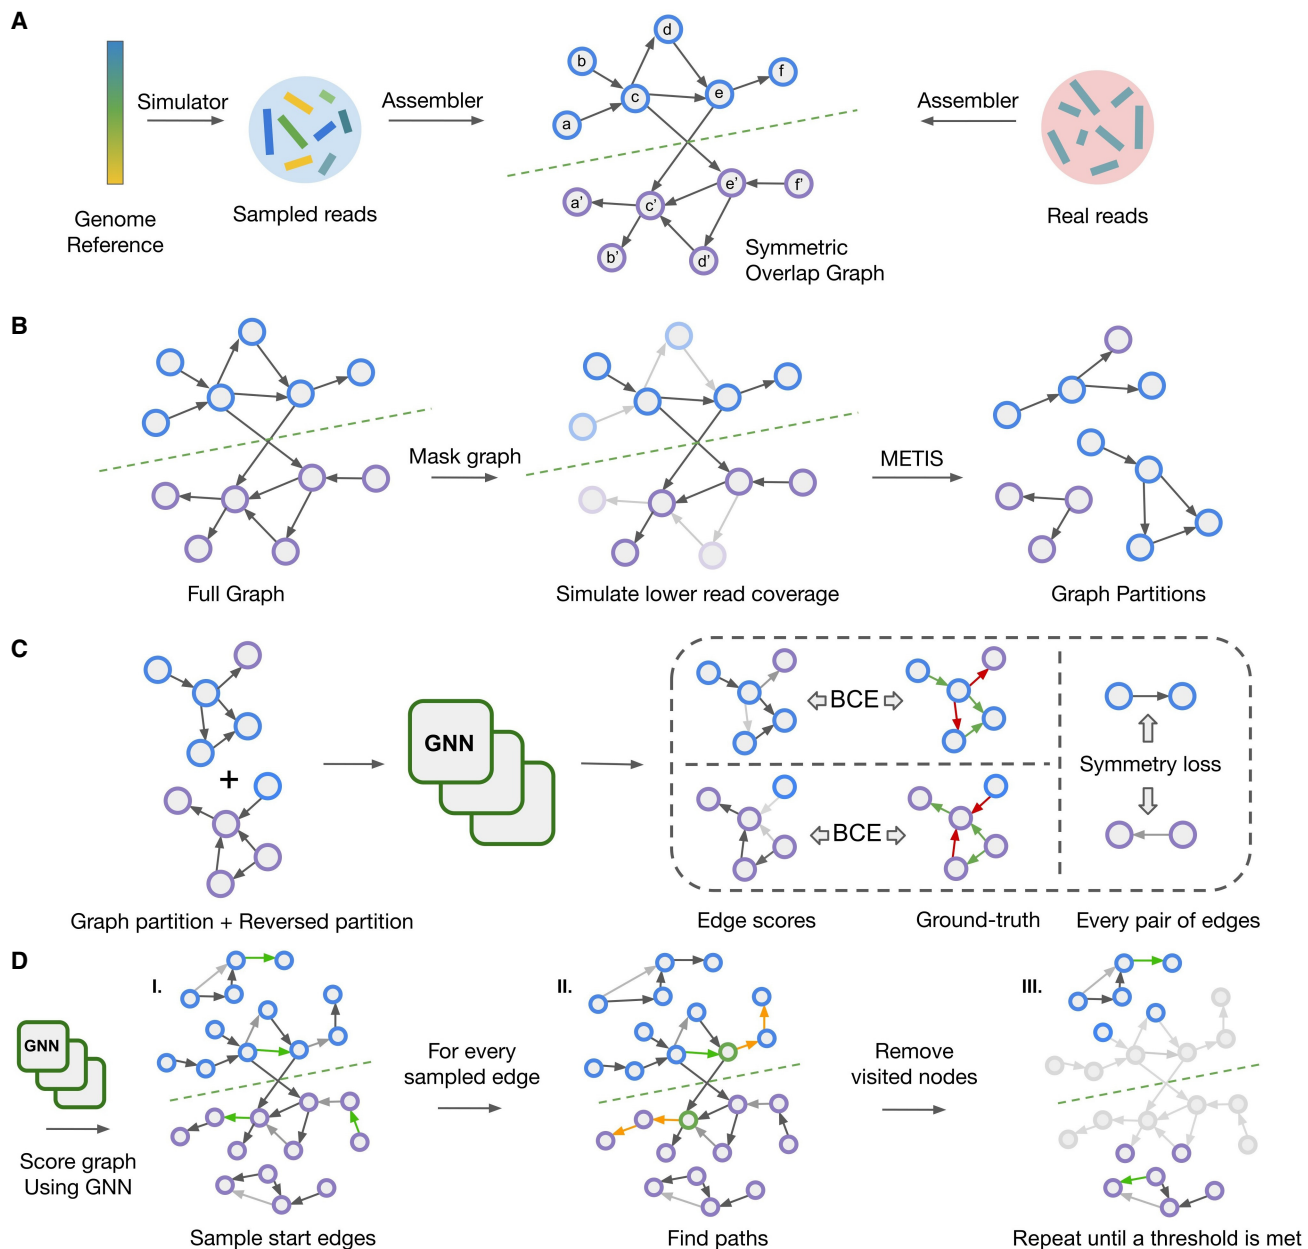 A
Simulator
Assembler
Assembler
Genome
Reference
Sampled reads
Real reads
d
b
f
c
e
a
e'
f'
a'
c'
b'
d'
Symmetric
Overlap Graph
B
Mask graph
METIS
Full Graph
Simulate lower read coverage
Graph Partitions
C
+
GNN
BCE
BCE
Symmetry loss
Graph partition + Reversed partition
Edge scores
Ground-truth
Every pair of edges
D
I.
II.
III.
GNN
For every
sampled edge
Remove
visited nodes
Score graph
Using GNN
Sample start edges
Find paths
Repeat until a threshold is met